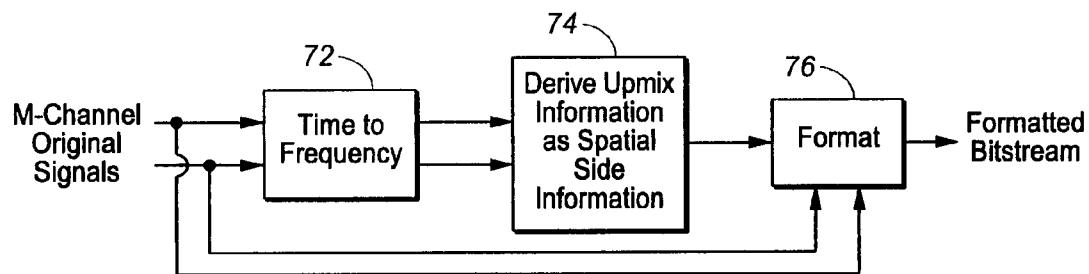 M-Channel
Original
Signals
72
Time to
Frequency
74
Derive Upmix
Information
as Spatial
Side
Information
76
Format
Formatted
Bitstream